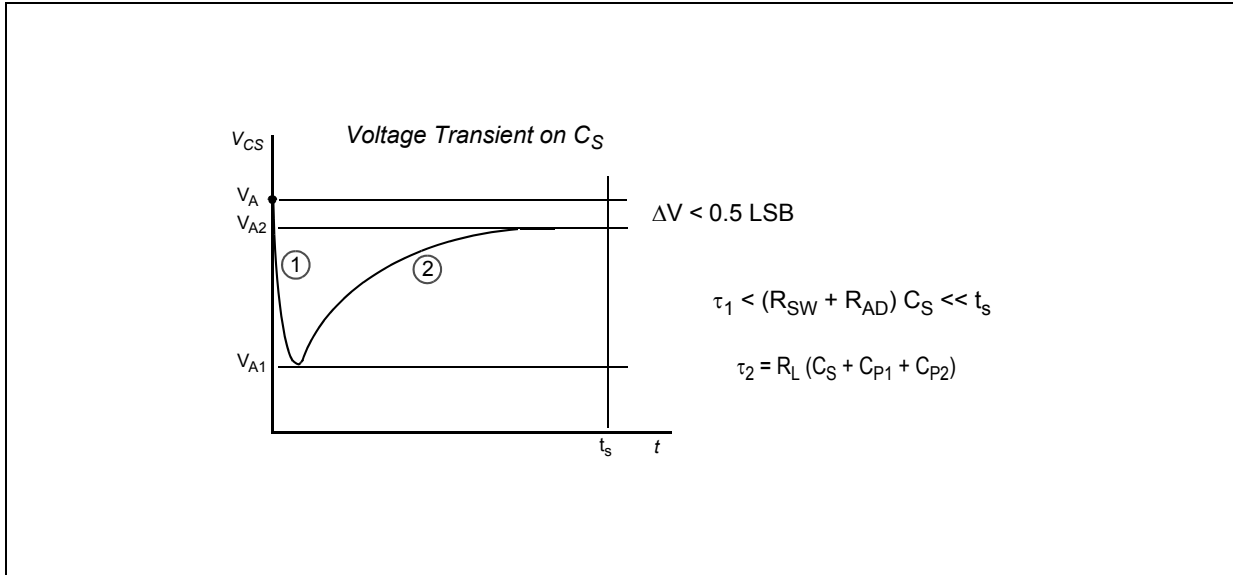 Voltage Transient on CS
VCS
VA
ΔV < 0.5 LSB
VA2
1
2
τ1 < (RSW + RAD) CS << ts
VA1
τ2 = RL (CS + CP1 + CP2)
ts
t